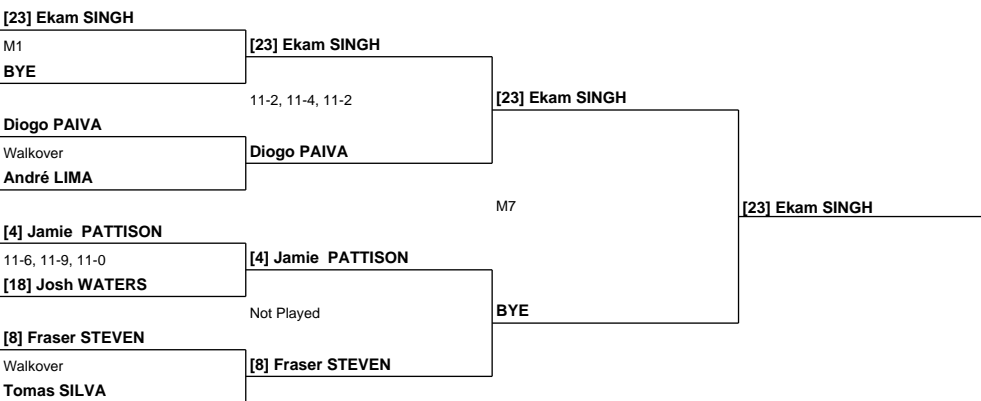 [23] Ekam SINGH
M1
BYE
[23] Ekam SINGH
11-2, 11-4, 11-2
Diogo PAIVA
Walkover
André LIMA
Diogo PAIVA
[23] Ekam SINGH
M7
[23] Ekam SINGH
[4] Jamie PATTISON
11-6, 11-9, 11-0
[18] Josh WATERS
[4] Jamie PATTISON
Not Played
BYE
[8] Fraser STEVEN
Walkover
Tomas SILVA
[8] Fraser STEVEN